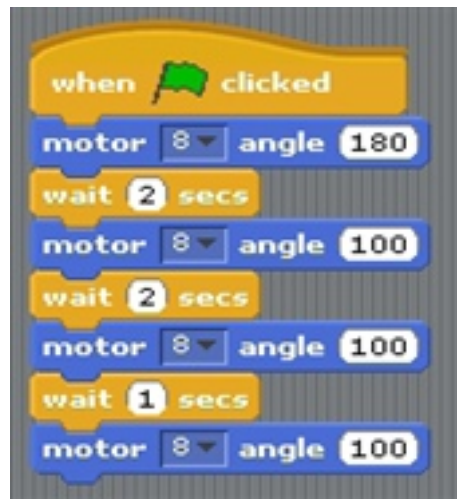 when clicked
motor 8 angle 180
wait 2 secs
motor 8 angle 100
wait 2 secs
motor 8 angle 100
wait 1 secs
motor 8 angle 100